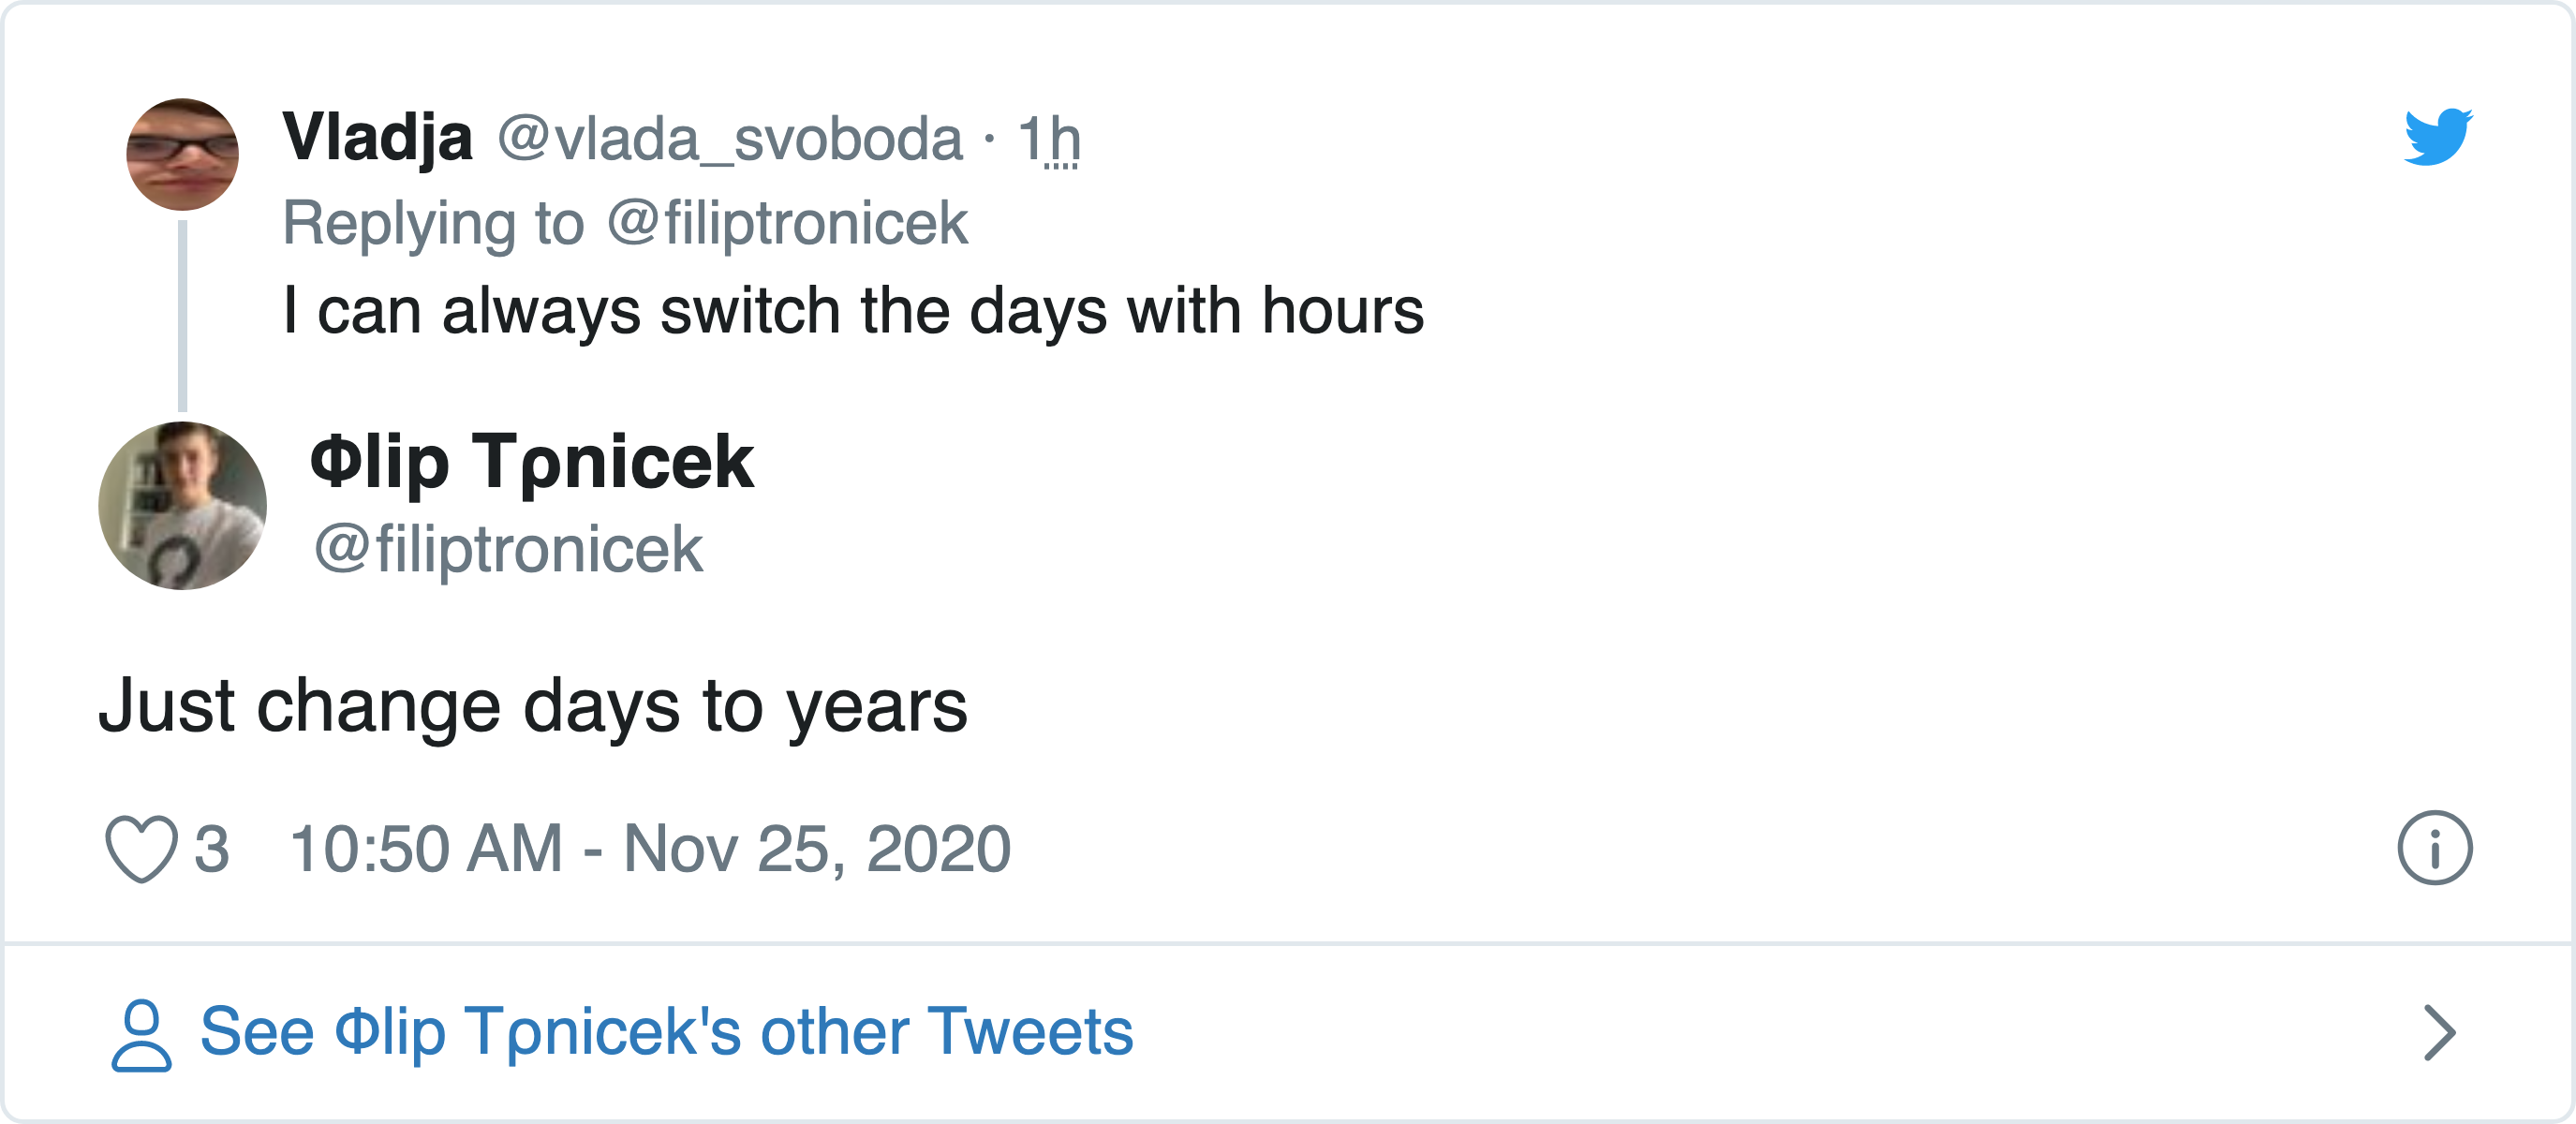 Vladja @vlada_svoboda · 1h
Replying to @filiptronicek
I can always switch the days with hours
Φlip Tρnicek
@filiptronicek
Just change days to years
3 10:50 AM - Nov 25, 2020
See Φlip Tρnicek's other Tweets